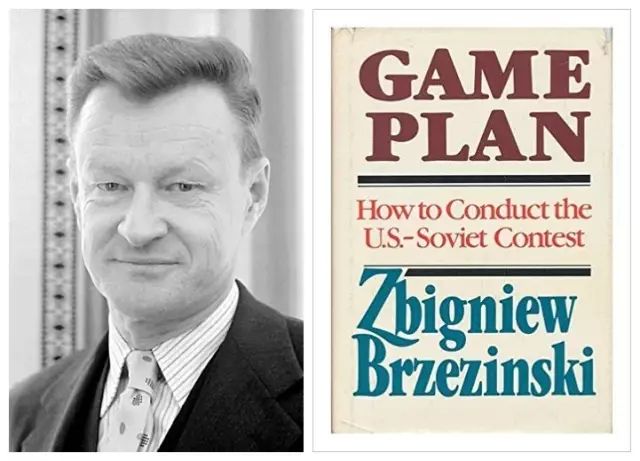 GAME
PLAN
How to Conduct the
U.S.-Soviet Contest
Zbigniew
Brzezinski